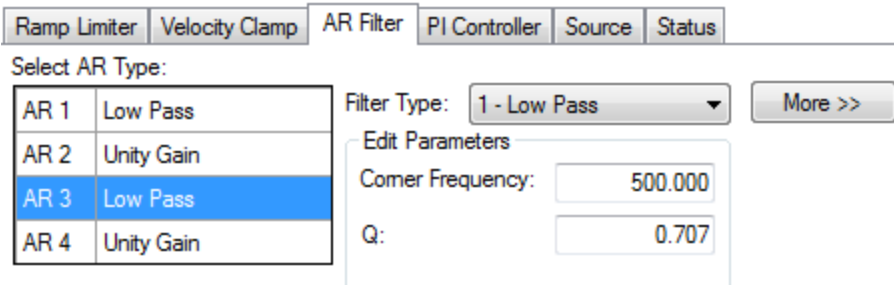 Ramp Limiter Velocity Clamp AR Filter PI Controller Source Status
Select AR Type:
AR 1 Low Pass
AR 2 Unity Gain
AR 3 Low Pass
AR 4 Unity Gain
Filter Type: 1 - Low Pass More >>
Edit Parameters
Corner Frequency: 500.000
Q: 0.707